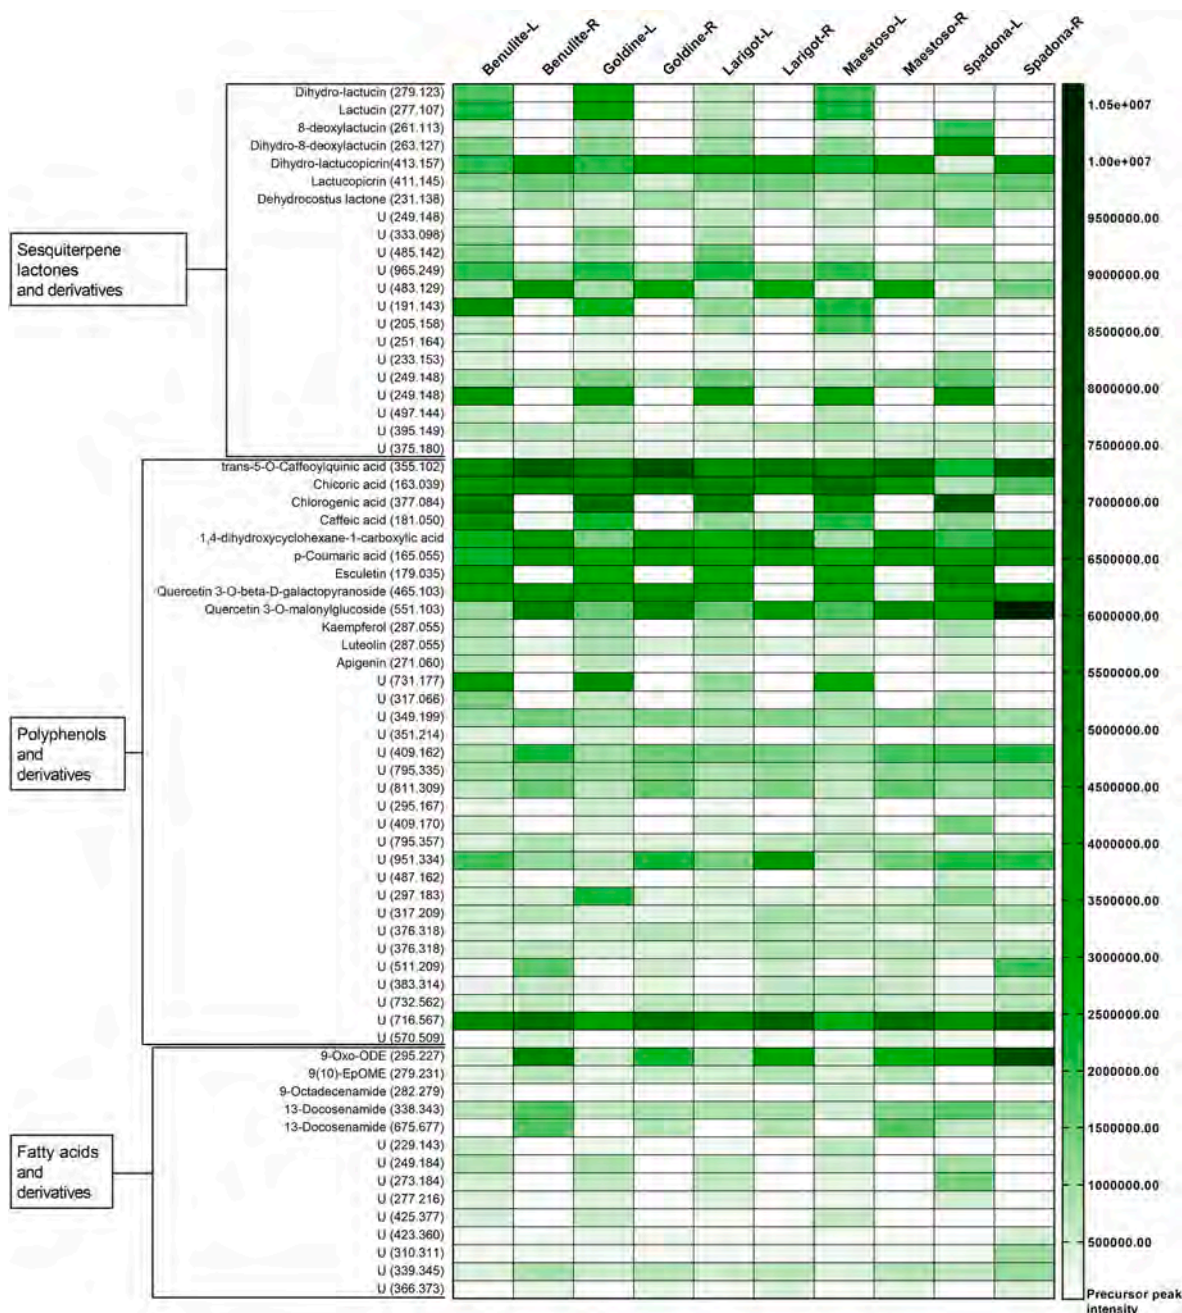 Benulite-L
Benulite-R
Goldine-L
Goldine-R
Larigot-L
Larigot-R
Maestoso-L
Maestoso-R
Spadona-L
Spadona-R
Sesquiterpene
lactones
and derivatives
Dihydro-lactucin (279.123)
Lactucin (277.107)
8-deoxylactucin (261.113)
Dihydro-8-deoxylactucin (263.127)
Dihydro-lactucopicrin(413.157)
Lactucopicrin (411.145)
Dehydrocostus lactone (231.138)
U (249.148)
U (333.098)
U (485.142)
U (965.249)
U (483.129)
U (191.143)
U (205.158)
U (251.164)
U (233.153)
U (249.148)
U (249.148)
U (497.144)
U (395.149)
U (375.180)
Polyphenols
and
derivatives
trans-5-O-Caffeoylquinic acid (355.102)
Chicoric acid (163.039)
Chlorogenic acid (377.084)
Caffeic acid (181.050)
1,4-dihydroxycyclohexane-1-carboxylic acid
p-Coumaric acid (165.055)
Esculetin (179.035)
Quercetin 3-O-beta-D-galactopyranoside (465.103)
Quercetin 3-O-malonylglucoside (551.103)
Kaempferol (287.055)
Luteolin (287.055)
Apigenin (271.060)
U (731.177)
U (317.066)
U (349.199)
U (351.214)
U (409.162)
U (795.335)
U (811.309)
U (295.167)
U (409.170)
U (795.357)
U (951.334)
U (487.162)
U (297.183)
U (317.209)
U (376.318)
U (376.318)
U (511.209)
U (383.314)
U (732.562)
U (716.567)
U (570.509)
Fatty acids
and
derivatives
9-Oxo-ODE (295.227)
9(10)-EpOME (279.231)
9-Octadecenamide (282.279)
13-Docosenamide (338.343)
13-Docosenamide (675.677)
U (229.143)
U (249.184)
U (273.184)
U (277.216)
U (425.377)
U (423.360)
U (310.311)
U (339.345)
U (366.373)
1.05e+007
1.00e+007
9500000.00
9000000.00
8500000.00
8000000.00
7500000.00
7000000.00
6500000.00
6000000.00
5500000.00
5000000.00
4500000.00
4000000.00
3500000.00
3000000.00
2500000.00
2000000.00
1500000.00
1000000.00
500000.00
Precursor peak
intensity